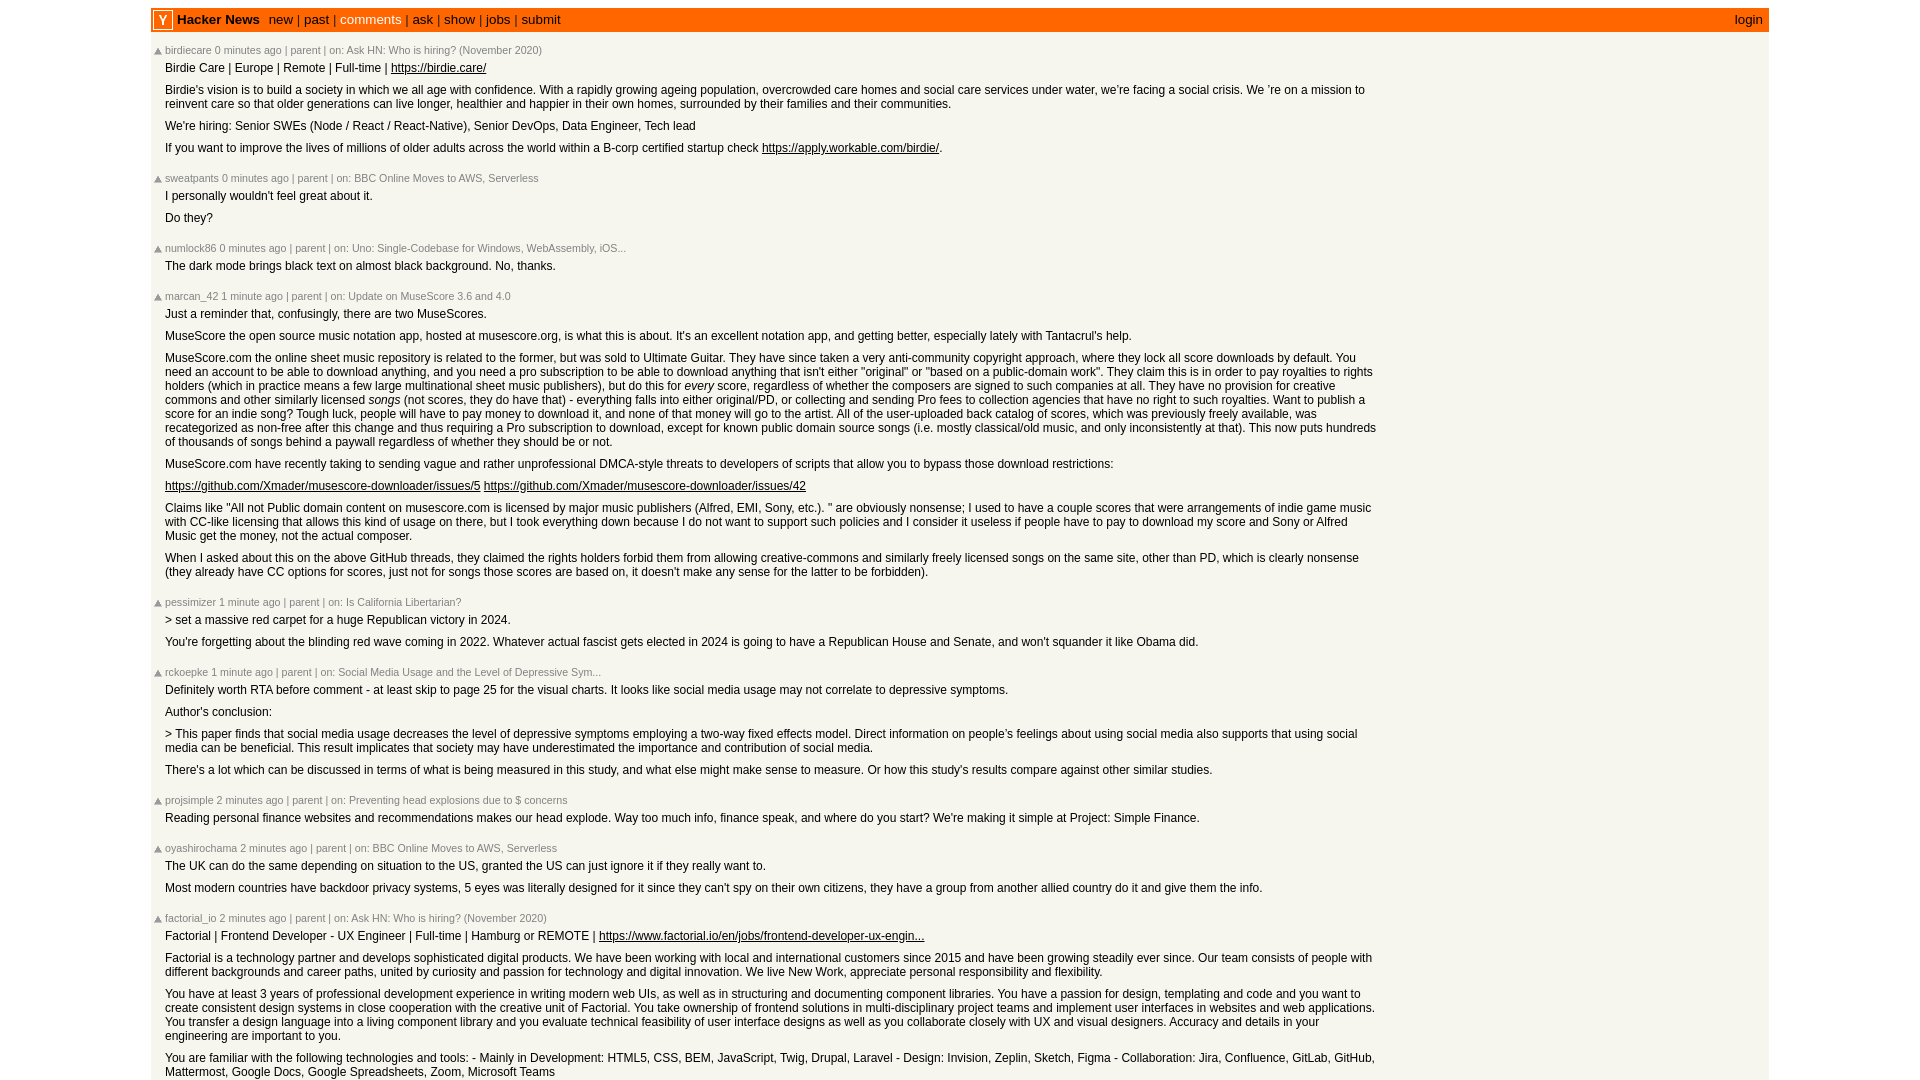 Y Hacker News new | past | comments | ask | show | jobs | submit login
birdiecare 0 minutes ago | parent | on: Ask HN: Who is hiring? (November 2020)
Birdie Care | Europe | Remote | Full-time | https://birdie.care/
Birdie's vision is to build a society in which we all age with confidence. With a rapidly growing ageing population, overcrowded care homes and social care services under water, we’re facing a social crisis. We ’re on a mission to
reinvent care so that older generations can live longer, healthier and happier in their own homes, surrounded by their families and their communities.
We're hiring: Senior SWEs (Node / React / React-Native), Senior DevOps, Data Engineer, Tech lead
If you want to improve the lives of millions of older adults across the world within a B-corp certified startup check https://apply.workable.com/birdie/.
sweatpants 0 minutes ago | parent | on: BBC Online Moves to AWS, Serverless
I personally wouldn't feel great about it.
Do they?
numlock86 0 minutes ago | parent | on: Uno: Single-Codebase for Windows, WebAssembly, iOS...
The dark mode brings black text on almost black background. No, thanks.
marcan_42 1 minute ago | parent | on: Update on MuseScore 3.6 and 4.0
Just a reminder that, confusingly, there are two MuseScores.
MuseScore the open source music notation app, hosted at musescore.org, is what this is about. It's an excellent notation app, and getting better, especially lately with Tantacrul's help.
MuseScore.com the online sheet music repository is related to the former, but was sold to Ultimate Guitar. They have since taken a very anti-community copyright approach, where they lock all score downloads by default. You
need an account to be able to download anything, and you need a pro subscription to be able to download anything that isn't either "original" or "based on a public-domain work". They claim this is in order to pay royalties to rights
holders (which in practice means a few large multinational sheet music publishers), but do this for every score, regardless of whether the composers are signed to such companies at all. They have no provision for creative
commons and other similarly licensed songs (not scores, they do have that) - everything falls into either original/PD, or collecting and sending Pro fees to collection agencies that have no right to such royalties. Want to publish a
score for an indie song? Tough luck, people will have to pay money to download it, and none of that money will go to the artist. All of the user-uploaded back catalog of scores, which was previously freely available, was
recategorized as non-free after this change and thus requiring a Pro subscription to download, except for known public domain source songs (i.e. mostly classical/old music, and only inconsistently at that). This now puts hundreds
of thousands of songs behind a paywall regardless of whether they should be or not.
MuseScore.com have recently taking to sending vague and rather unprofessional DMCA-style threats to developers of scripts that allow you to bypass those download restrictions:
https://github.com/Xmader/musescore-downloader/issues/5 https://github.com/Xmader/musescore-downloader/issues/42
Claims like "All not Public domain content on musescore.com is licensed by major music publishers (Alfred, EMI, Sony, etc.). " are obviously nonsense; I used to have a couple scores that were arrangements of indie game music
with CC-like licensing that allows this kind of usage on there, but I took everything down because I do not want to support such policies and I consider it useless if people have to pay to download my score and Sony or Alfred
Music get the money, not the actual composer.
When I asked about this on the above GitHub threads, they claimed the rights holders forbid them from allowing creative-commons and similarly freely licensed songs on the same site, other than PD, which is clearly nonsense
(they already have CC options for scores, just not for songs those scores are based on, it doesn't make any sense for the latter to be forbidden).
pessimizer 1 minute ago | parent | on: Is California Libertarian?
> set a massive red carpet for a huge Republican victory in 2024.
You're forgetting about the blinding red wave coming in 2022. Whatever actual fascist gets elected in 2024 is going to have a Republican House and Senate, and won't squander it like Obama did.
rckoepke 1 minute ago | parent | on: Social Media Usage and the Level of Depressive Sym...
Definitely worth RTA before comment - at least skip to page 25 for the visual charts. It looks like social media usage may not correlate to depressive symptoms.
Author's conclusion:
> This paper finds that social media usage decreases the level of depressive symptoms employing a two-way fixed effects model. Direct information on people’s feelings about using social media also supports that using social
media can be beneficial. This result implicates that society may have underestimated the importance and contribution of social media.
There's a lot which can be discussed in terms of what is being measured in this study, and what else might make sense to measure. Or how this study's results compare against other similar studies.
projsimple 2 minutes ago | parent | on: Preventing head explosions due to $ concerns
Reading personal finance websites and recommendations makes our head explode. Way too much info, finance speak, and where do you start? We're making it simple at Project: Simple Finance.
oyashirochama 2 minutes ago | parent | on: BBC Online Moves to AWS, Serverless
The UK can do the same depending on situation to the US, granted the US can just ignore it if they really want to.
Most modern countries have backdoor privacy systems, 5 eyes was literally designed for it since they can't spy on their own citizens, they have a group from another allied country do it and give them the info.
factorial_io 2 minutes ago | parent | on: Ask HN: Who is hiring? (November 2020)
Factorial | Frontend Developer - UX Engineer | Full-time | Hamburg or REMOTE | https://www.factorial.io/en/jobs/frontend-developer-ux-engin...
Factorial is a technology partner and develops sophisticated digital products. We have been working with local and international customers since 2015 and have been growing steadily ever since. Our team consists of people with
different backgrounds and career paths, united by curiosity and passion for technology and digital innovation. We live New Work, appreciate personal responsibility and flexibility.
You have at least 3 years of professional development experience in writing modern web UIs, as well as in structuring and documenting component libraries. You have a passion for design, templating and code and you want to
create consistent design systems in close cooperation with the creative unit of Factorial. You take ownership of frontend solutions in multi-disciplinary project teams and implement user interfaces in websites and web applications.
You transfer a design language into a living component library and you evaluate technical feasibility of user interface designs as well as you collaborate closely with UX and visual designers. Accuracy and details in your
engineering are important to you.
You are familiar with the following technologies and tools: - Mainly in Development: HTML5, CSS, BEM, JavaScript, Twig, Drupal, Laravel - Design: Invision, Zeplin, Sketch, Figma - Collaboration: Jira, Confluence, GitLab, GitHub,
Mattermost, Google Docs, Google Spreadsheets, Zoom, Microsoft Teams